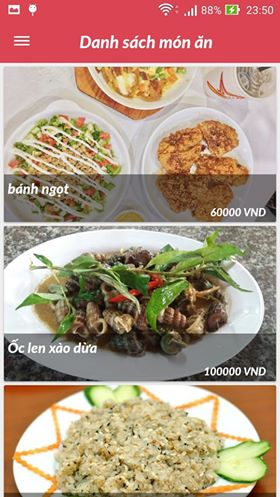 88% 23:50
Danh sách món ăn
bánh ngọt
60000 VND
Ốc len xào dừa
100000 VND